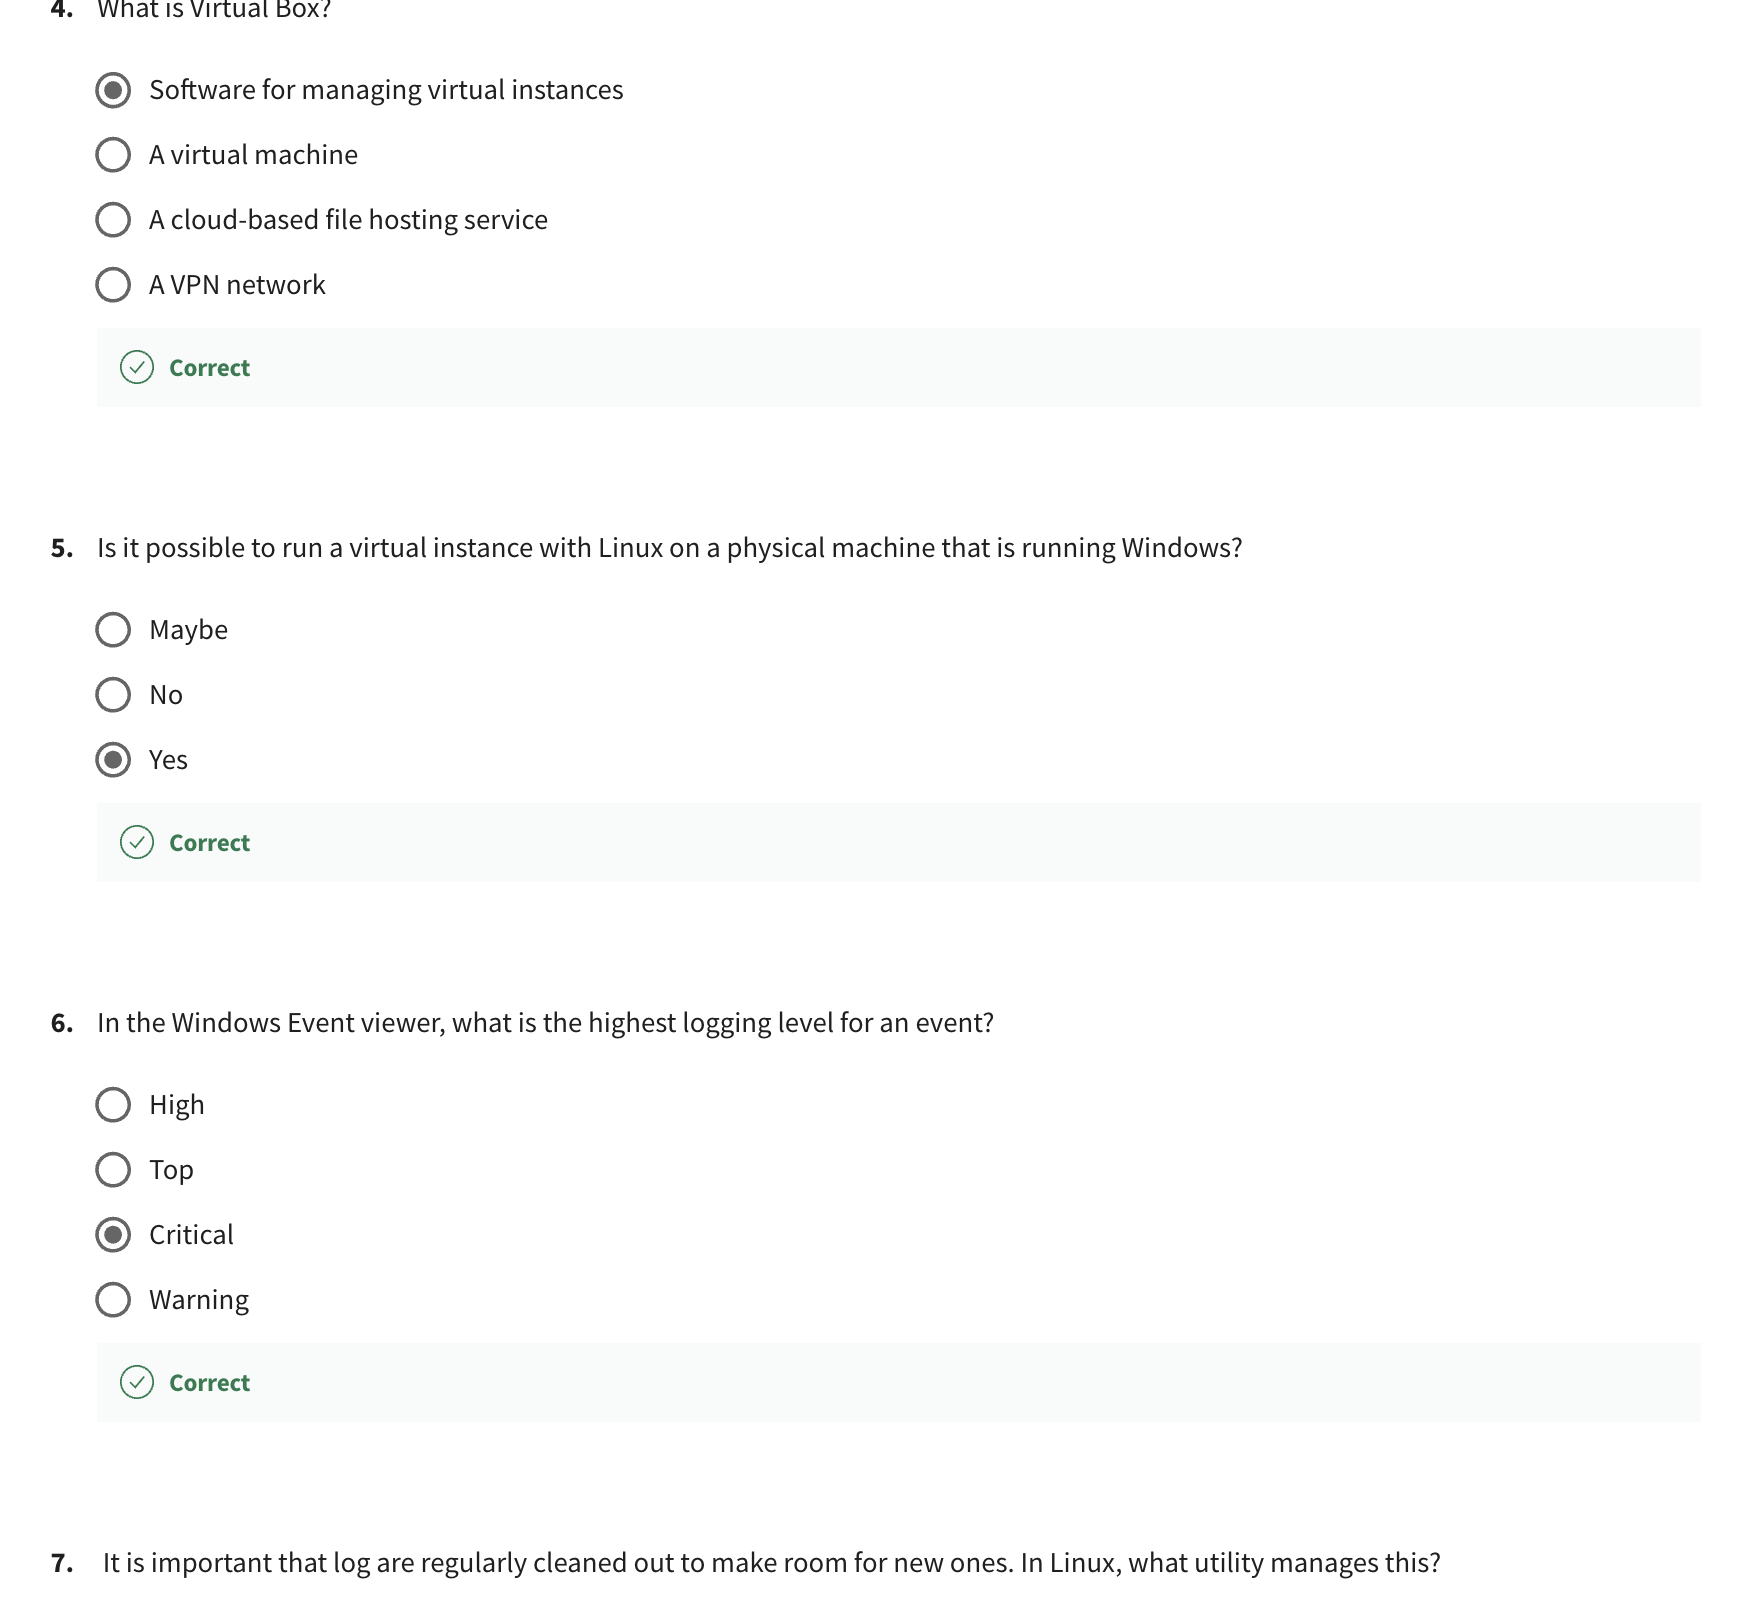 4. What is Virtual Box?
Software for managing virtual instances
A virtual machine
A cloud-based file hosting service
A VPN network
Correct
5. Is it possible to run a virtual instance with Linux on a physical machine that is running Windows?
Maybe
No
Yes
Correct
6. In the Windows Event viewer, what is the highest logging level for an event?
High
Top
Critical
Warning
Correct
7. It is important that log are regularly cleaned out to make room for new ones. In Linux, what utility manages this?